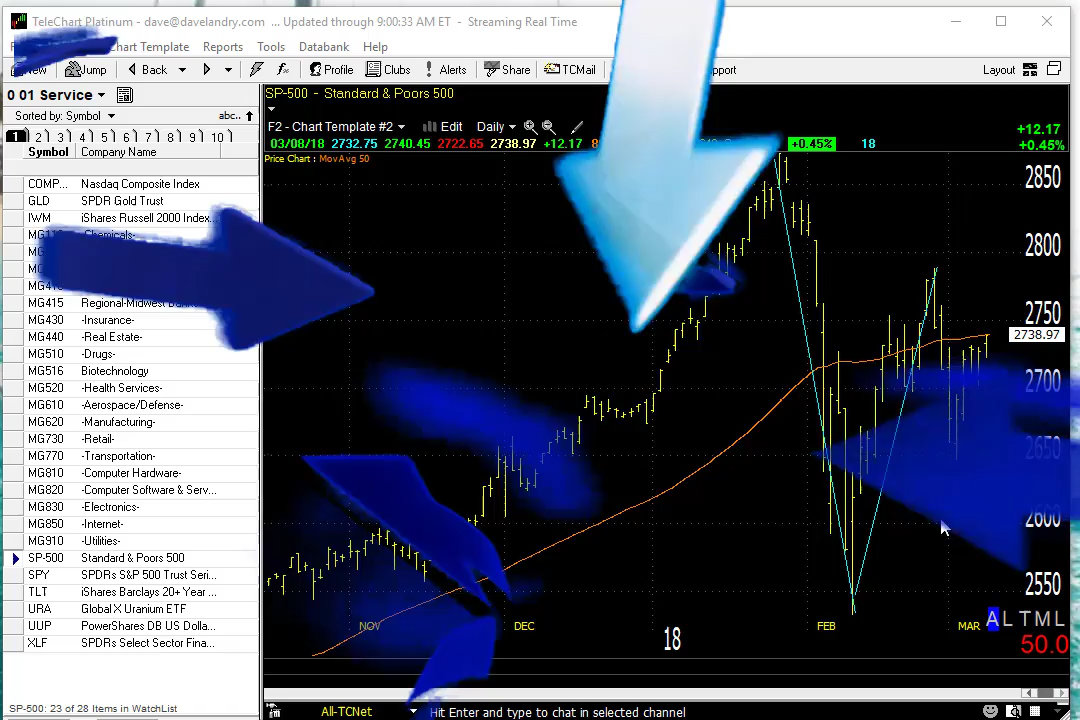 TeleChart Platinum - dave@davelandry.com ... Updated through 9:00:33 AM ET - Streaming Real Time
Chart Template Reports Tools Databank Help
New Jump Back Profile Clubs Alerts Share TCMail Layout
0 01 Service
Sorted by: Symbol abc..
1 2 3 4 5 6 7 8 9 10
Symbol Company Name
COMP... Nasdaq Composite Index
GLD SPDR Gold Trust
IWM iShares Russell 2000 Index...
-Chemicals-
MG415 Regional-Midwest
MG430 -Insurance-
MG440 -Real Estate-
MG510 -Drugs-
MG516 Biotechnology
MG520 -Health Services-
MG610 -Aerospace/Defense-
MG620 -Manufacturing-
MG730 -Retail-
MG770 -Transportation-
MG810 -Computer Hardware-
MG820 -Computer Software & Serv...
MG830 -Electronics-
MG850 -Internet-
MG910 -Utilities-
SP-500 Standard & Poors 500
SPY SPDRs S&P 500 Trust Seri...
TLT iShares Barclays 20+ Year ...
URA Global X Uranium ETF
UUP PowerShares DB US Dolla...
XLF SPDRs Select Sector Fina...
SP-500: 23 of 28 Items in WatchList
SP-500 - Standard & Poors 500
F2 - Chart Template #2 Edit Daily
03/08/18 2732.75 2740.45 2722.65 2738.97 +12.17 +0.45% 18
+12.17
+0.45%
Price Chart : MovAvg 50
2850
2800
2750
2738.97
2700
2650
2600
2550
NOV DEC 18 FEB MAR
A L T M L
50.0
All-TCNet Hit Enter and type to chat in selected channel